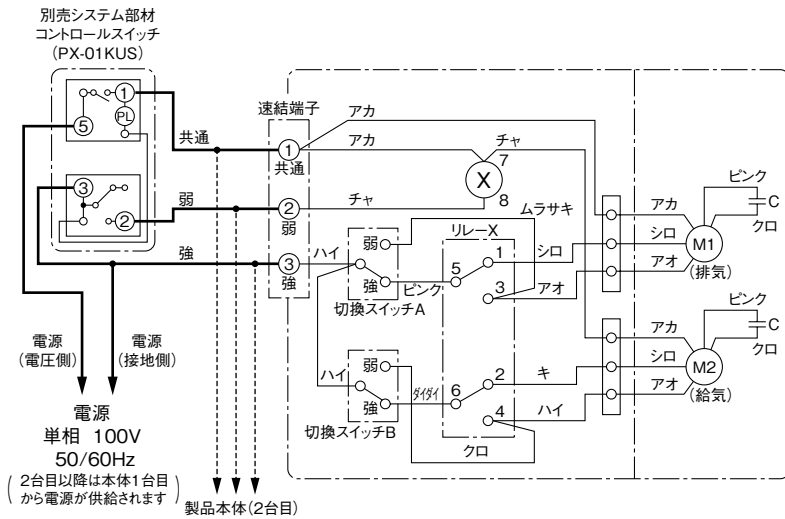 別売システム部材
コントロールスイッチ
(PX-01KUS)
①
PL
⑤
③
②
共通
弱
強
速結端子
①
共通
②
弱
③
強
アカ
アカ
チャ
7
X
8
チャ
ムラサキ
リレーX
ハイ
弱
強
切換スイッチA
ピンク
5
1
シロ
3
アオ
ハイ
弱
強
切換スイッチB
ダイダイ
6
2
キ
4
ハイ
クロ
アカ
シロ
アオ
M1
(排気)
ピンク
C
クロ
アカ
シロ
アオ
M2
(給気)
ピンク
C
クロ
電源
(電圧側)
電源
(接地側)
電源
単相 100V
50/60Hz
(2台目以降は本体1台目
から電源が供給されます)
製品本体(2台目)